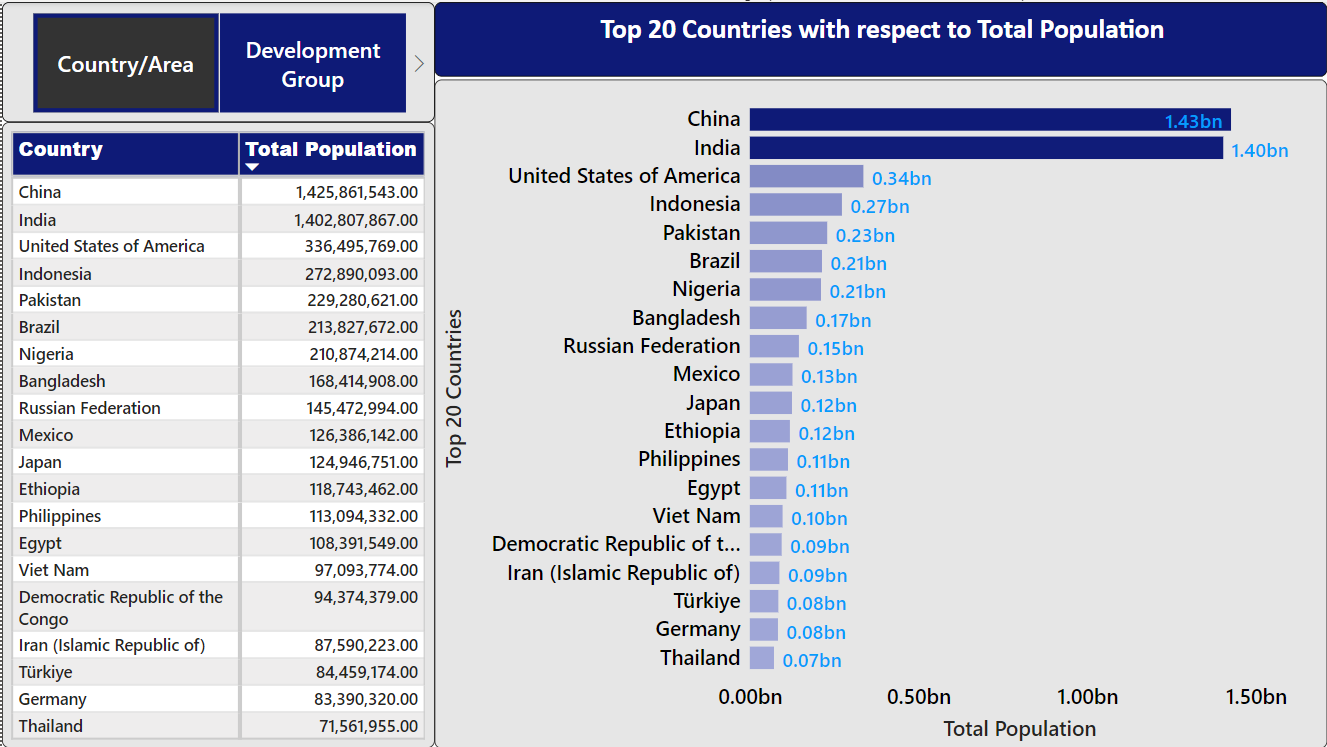 Country/Area
Development
Group
Country Total Population
China 1,425,861,543.00
India 1,402,807,867.00
United States of America 336,495,769.00
Indonesia 272,890,093.00
Pakistan 229,280,621.00
Brazil 213,827,672.00
Nigeria 210,874,214.00
Bangladesh 168,414,908.00
Russian Federation 145,472,994.00
Mexico 126,386,142.00
Japan 124,946,751.00
Ethiopia 118,743,462.00
Philippines 113,094,332.00
Egypt 108,391,549.00
Viet Nam 97,093,774.00
Democratic Republic of the 94,374,379.00
Congo
Iran (Islamic Republic of) 87,590,223.00
Türkiye 84,459,174.00
Germany 83,390,320.00
Thailand 71,561,955.00
Top 20 Countries with respect to Total Population
Top 20 Countries
China 1.43bn
India 1.40bn
United States of America 0.34bn
Indonesia 0.27bn
Pakistan 0.23bn
Brazil 0.21bn
Nigeria 0.21bn
Bangladesh 0.17bn
Russian Federation 0.15bn
Mexico 0.13bn
Japan 0.12bn
Ethiopia 0.12bn
Philippines 0.11bn
Egypt 0.11bn
Viet Nam 0.10bn
Democratic Republic of t... 0.09bn
Iran (Islamic Republic of) 0.09bn
Türkiye 0.08bn
Germany 0.08bn
Thailand 0.07bn
0.00bn 0.50bn 1.00bn 1.50bn
Total Population